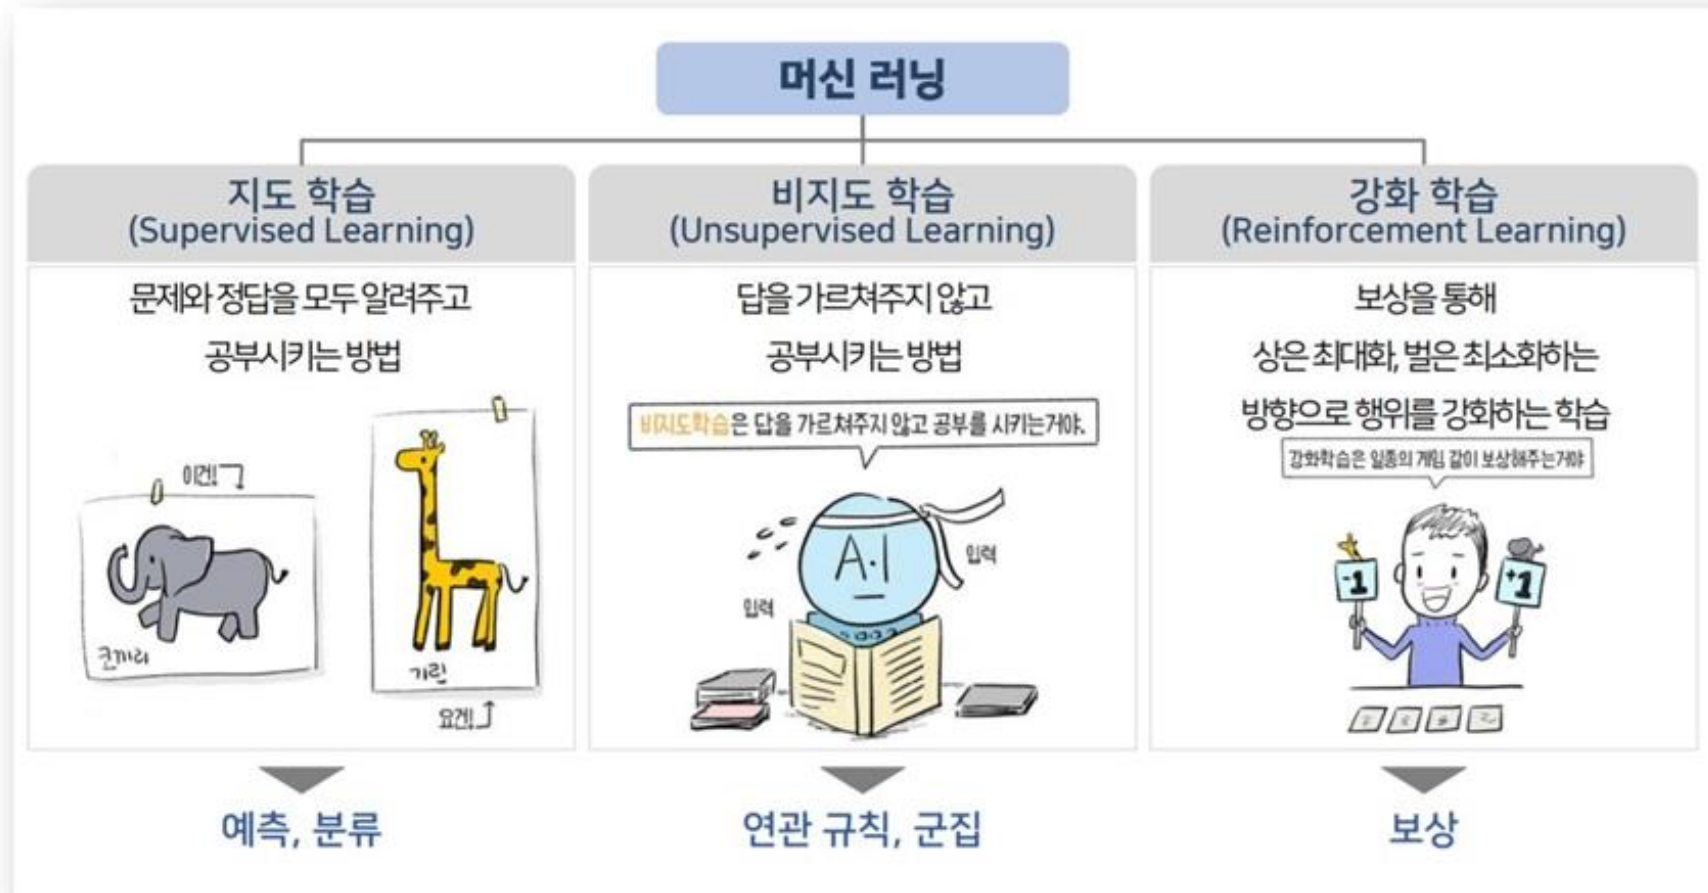 머신 러닝
지도 학습
(Supervised Learning)
문제와 정답을 모두 알려주고
공부시키는 방법
이건!
코끼리
기린
요건!
예측, 분류
비지도 학습
(Unsupervised Learning)
답을 가르쳐주지 않고
공부시키는 방법
비지도학습은 답을 가르쳐주지 않고 공부를 시키는거야.
A.I
입력
입력
연관 규칙, 군집
강화 학습
(Reinforcement Learning)
보상을 통해
상은 최대화, 벌은 최소화하는
방향으로 행위를 강화하는 학습
강화학습은 일종의 게임 같이 보상해주는거야
-1
+1
보상